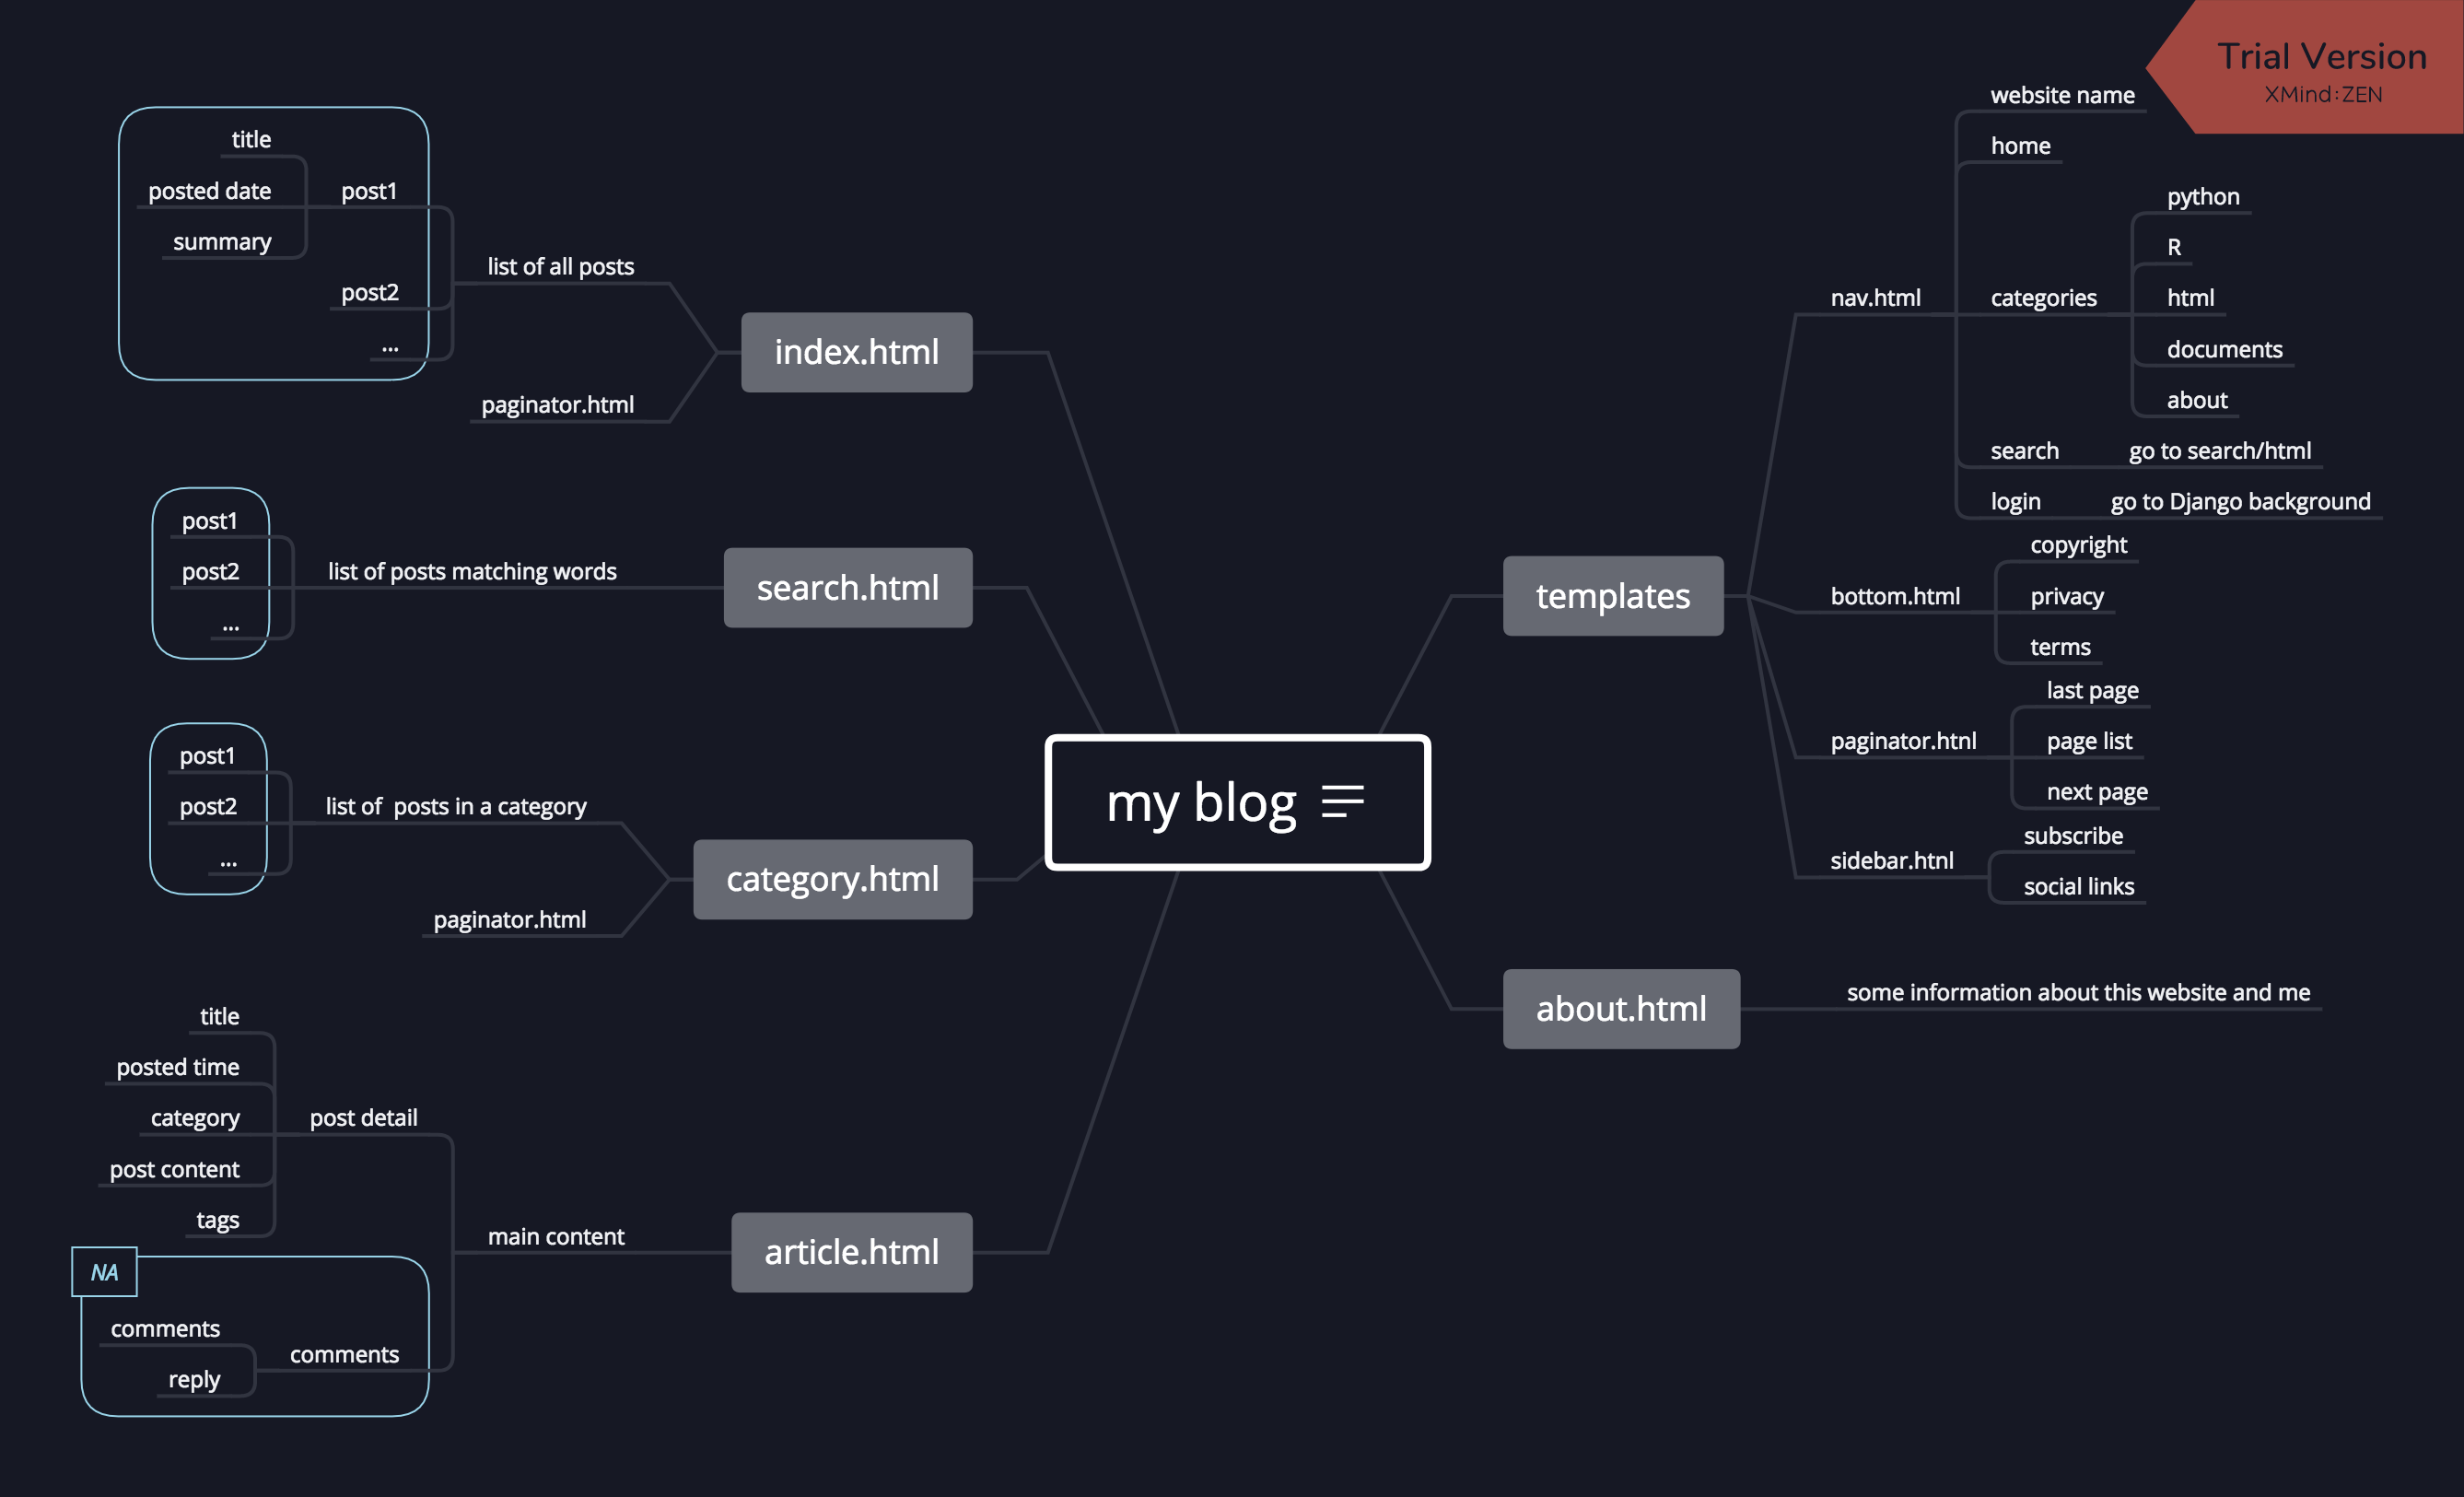 Trial Version
XMind:ZEN
my blog
templates
nav.html
website name
home
categories
python
R
html
documents
about
search
go to search/html
login
go to Django background
bottom.html
copyright
privacy
terms
paginator.htnl
last page
page list
next page
sidebar.htnl
subscribe
social links
about.html
some information about this website and me
index.html
list of all posts
post1
title
posted date
summary
post2
...
paginator.html
search.html
list of posts matching words
post1
post2
...
category.html
list of  posts in a category
post1
post2
...
paginator.html
article.html
main content
post detail
title
posted time
category
post content
tags
NA
comments
comments
reply